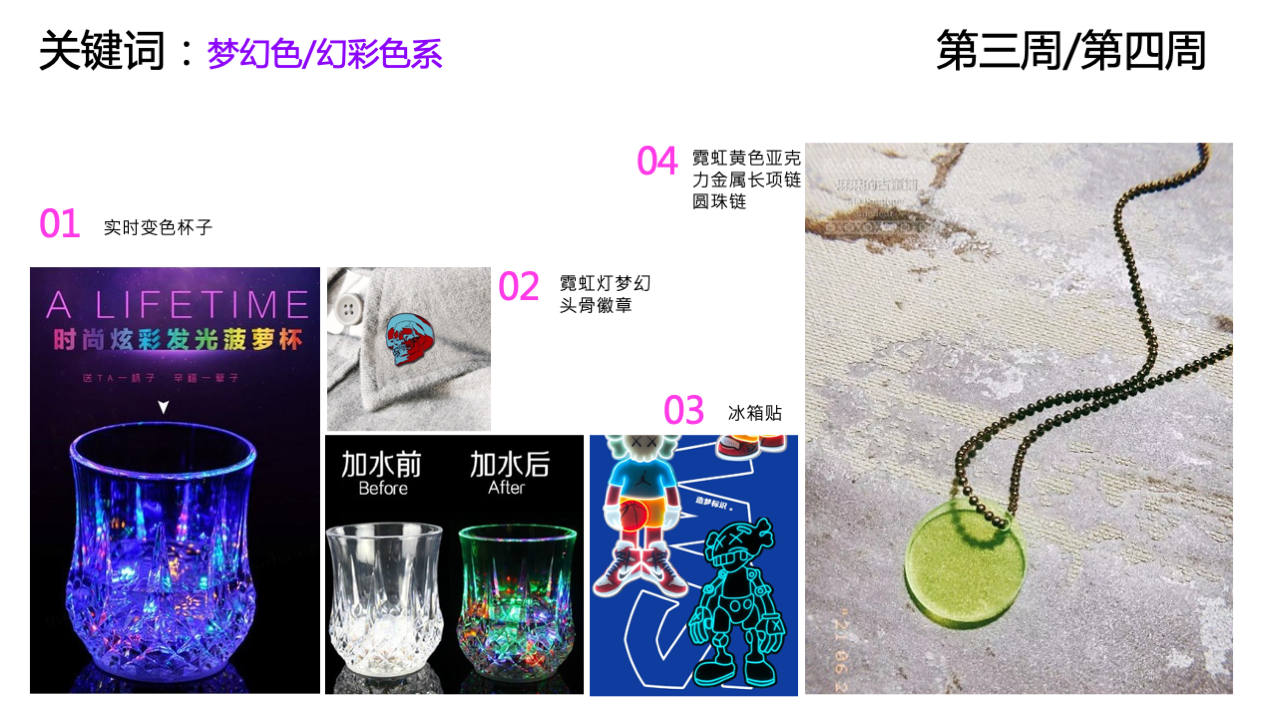 关键词：梦幻色/幻彩色系
第三周/第四周
01 实时变色杯子
A LIFETIME
时尚炫彩发光菠萝杯
送TA一杯子 幸福一辈子
02 霓虹灯梦幻
头骨徽章
加水前
Before
加水后
After
03 冰箱贴
造梦标识。
04 霓虹黄色亚克
力金属长项链
圆珠链